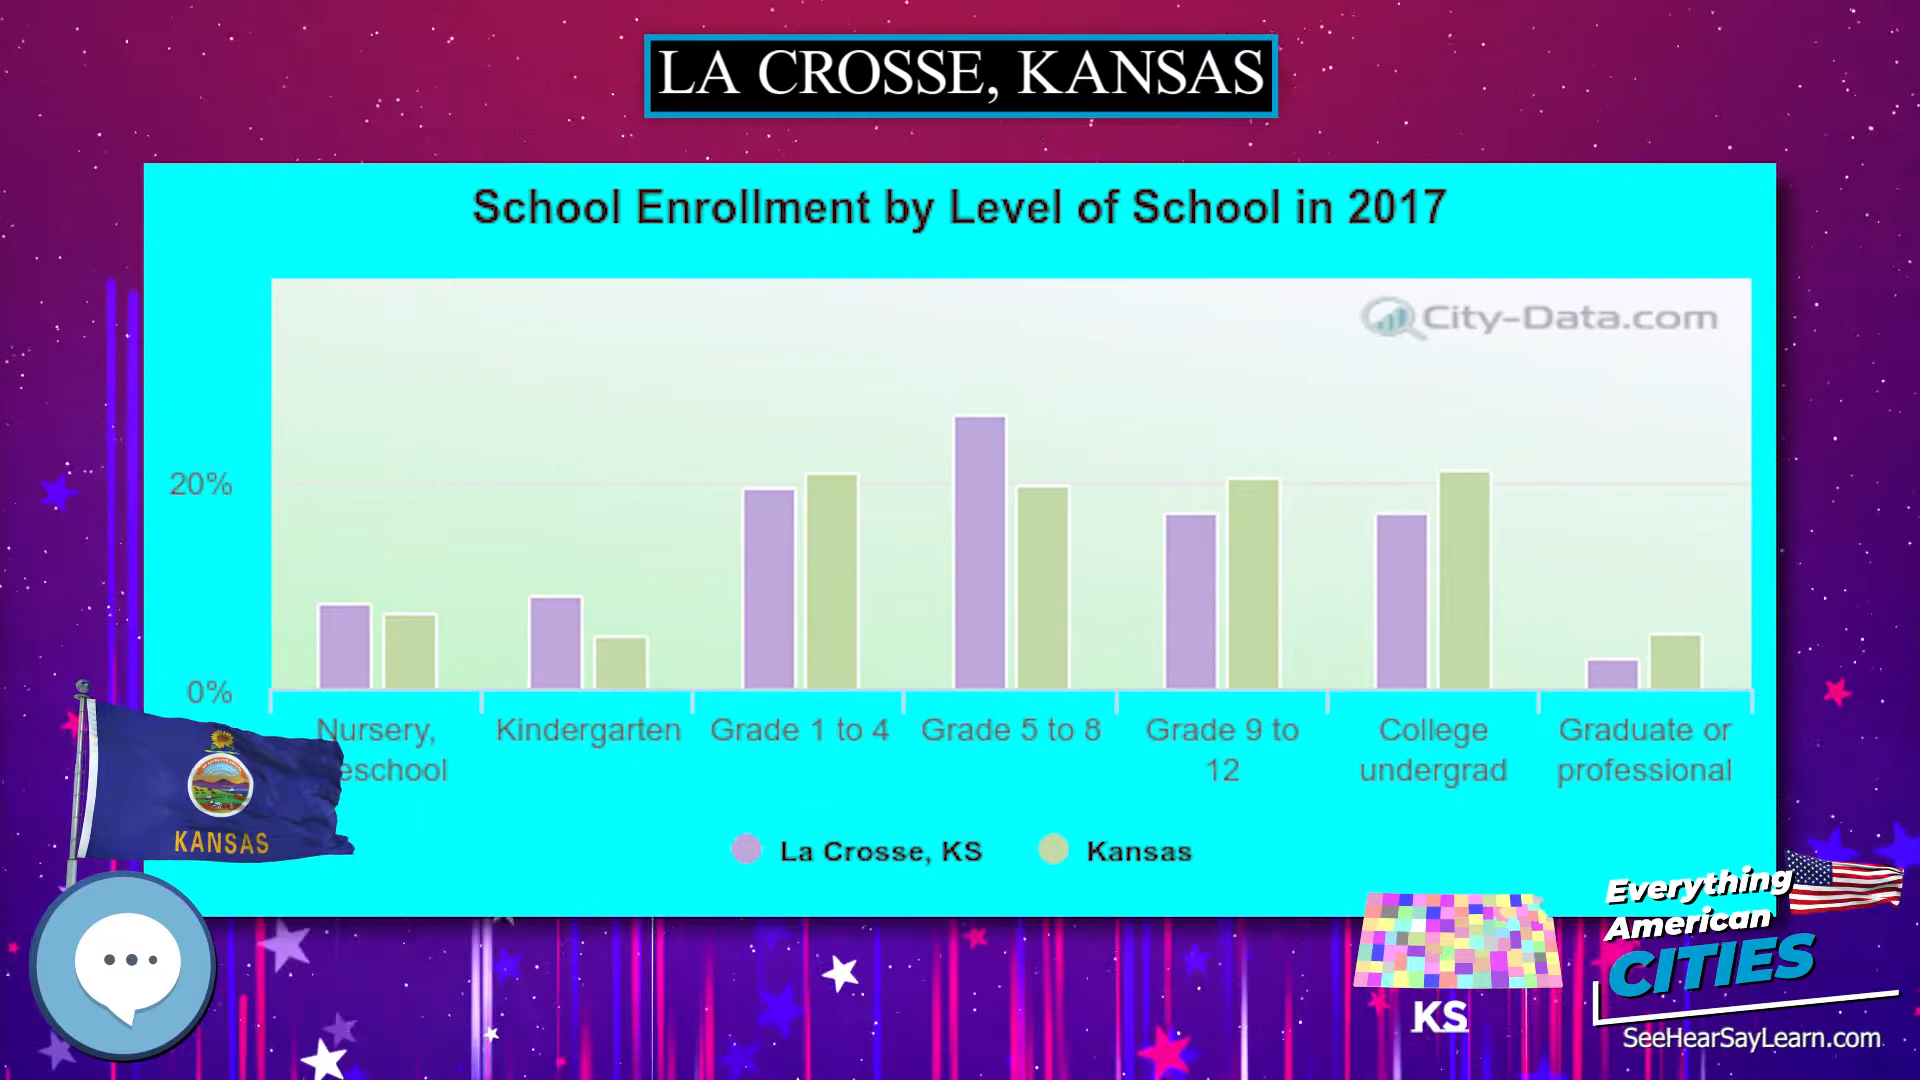 LA CROSSE, KANSAS
School Enrollment by Level of School in 2017
City-Data.com
20%
0%
Nursery,
eschool
Kindergarten
Grade 1 to 4
Grade 5 to 8
Grade 9 to
12
College
undergrad
Graduate or
professional
La Crosse, KS
Kansas
KANSAS
KS
Everything
American
CITIES
SeeHearSayLearn.com